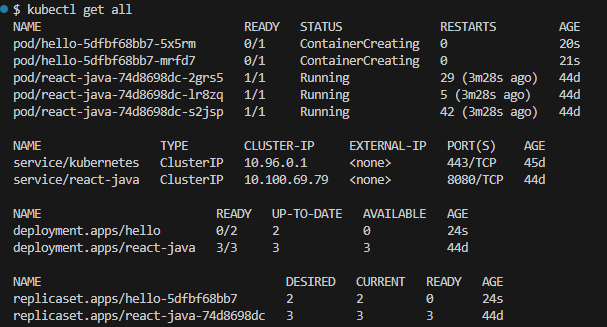 $ kubectl get all
NAME READY STATUS RESTARTS AGE
pod/hello-5dfbf68bb7-5x5rm 0/1 ContainerCreating 0 20s
pod/hello-5dfbf68bb7-mrfd7 0/1 ContainerCreating 0 21s
pod/react-java-74d8698dc-2grs5 1/1 Running 29 (3m28s ago) 44d
pod/react-java-74d8698dc-lr8zq 1/1 Running 5 (3m28s ago) 44d
pod/react-java-74d8698dc-s2jsp 1/1 Running 42 (3m28s ago) 44d
NAME TYPE CLUSTER-IP EXTERNAL-IP PORT(S) AGE
service/kubernetes ClusterIP 10.96.0.1 <none> 443/TCP 45d
service/react-java ClusterIP 10.100.69.79 <none> 8080/TCP 44d
NAME READY UP-TO-DATE AVAILABLE AGE
deployment.apps/hello 0/2 2 0 24s
deployment.apps/react-java 3/3 3 3 44d
NAME DESIRED CURRENT READY AGE
replicaset.apps/hello-5dfbf68bb7 2 2 0 24s
replicaset.apps/react-java-74d8698dc 3 3 3 44d